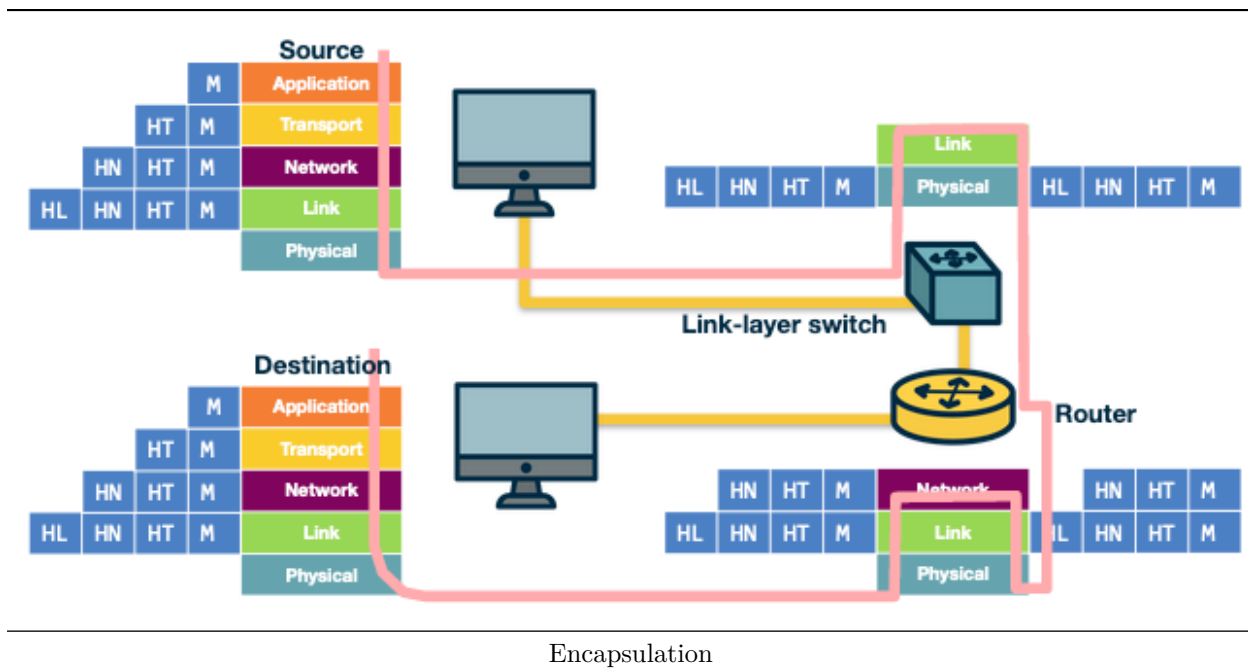 Source
M Application
HT M Transport
HN HT M Network
HL HN HT M Link
Physical
Link
HL HN HT M Physical HL HN HT M
Link-layer switch
Destination
M Application
HT M Transport
HN HT M Network
HL HN HT M Link
Physical
Router
HN HT M Network HN HT M
HL HN HT M Link HL HN HT M
Physical
Encapsulation